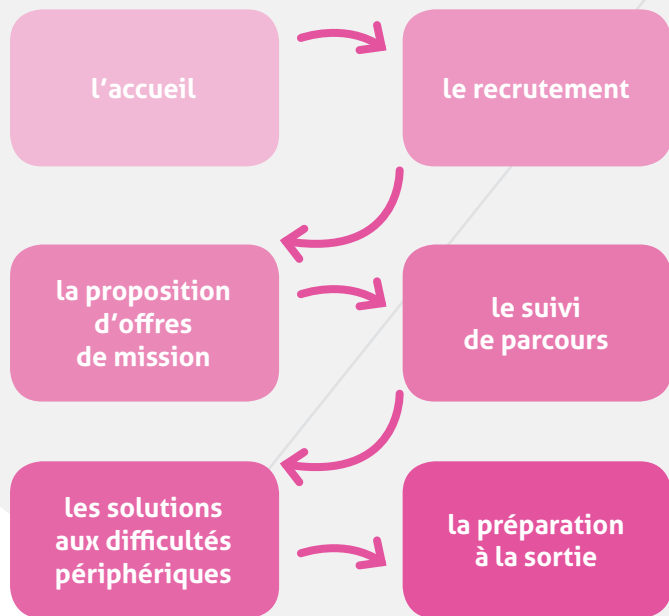 l’accueil
le recrutement
la proposition
d’offres
de mission
le suivi
de parcours
les solutions
aux difficultés
périphériques
la préparation
à la sortie